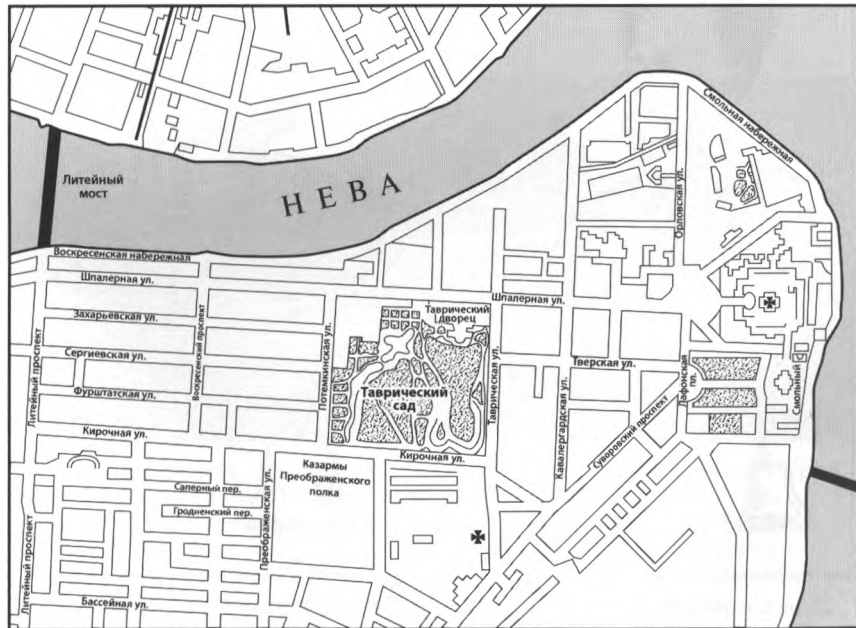 Литейный
мост
НЕВА
Смольная набережная
Орловская ул.
Воскресенская набережная
Шпалерная ул.
Шпалерная ул.
Захарьевская ул.
Воскресенский проспект
Сергиевская ул.
Фурштатская ул.
Кирочная ул.
Литейный проспект
Потемкинская ул.
Таврический
дворец
Таврический
сад
Таврическая ул.
Тверская ул.
Кавалергардская ул.
Суворовский проспект
Лафонская
пл.
Смольный
Кирочная ул.
Казармы
Преображенского
полка
Саперный пер.
Гродненский пер.
Преображенская ул.
Литейный проспект
Бассейная ул.